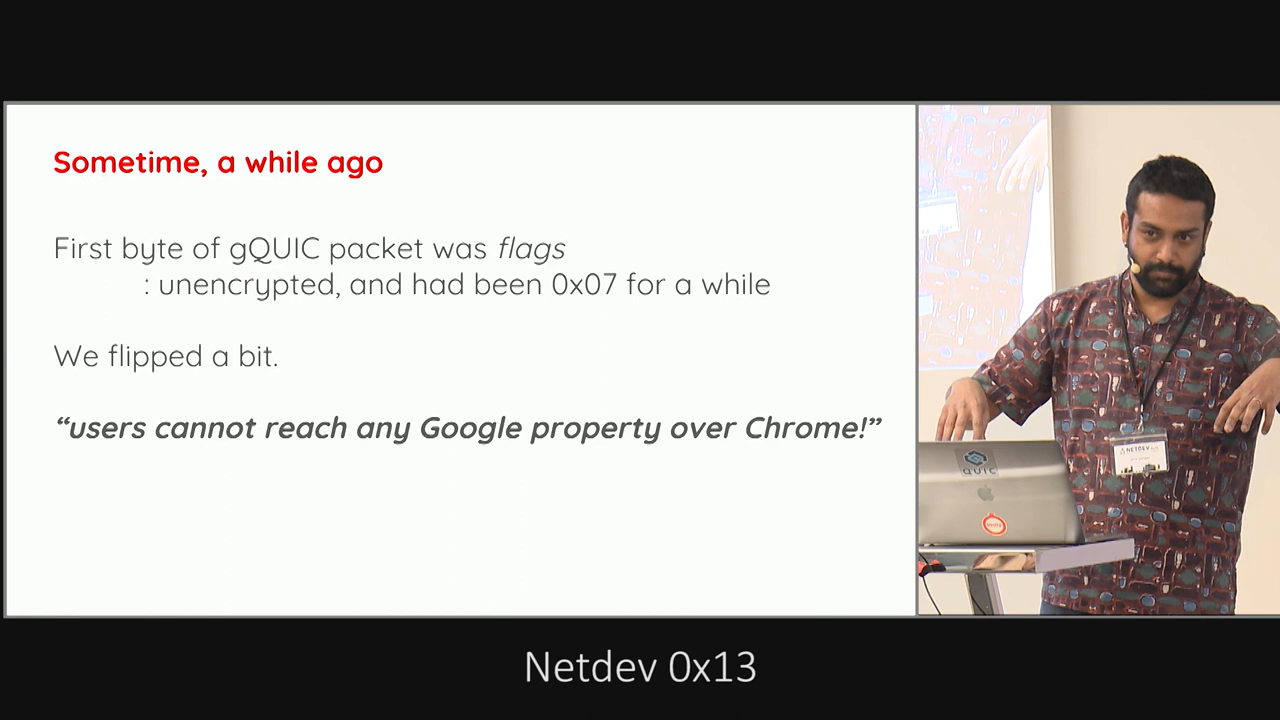 Sometime, a while ago
First byte of gQUIC packet was flags
: unencrypted, and had been 0x07 for a while
We flipped a bit.
“users cannot reach any Google property over Chrome!”
QUIC
NETDEV
Netdev 0x13